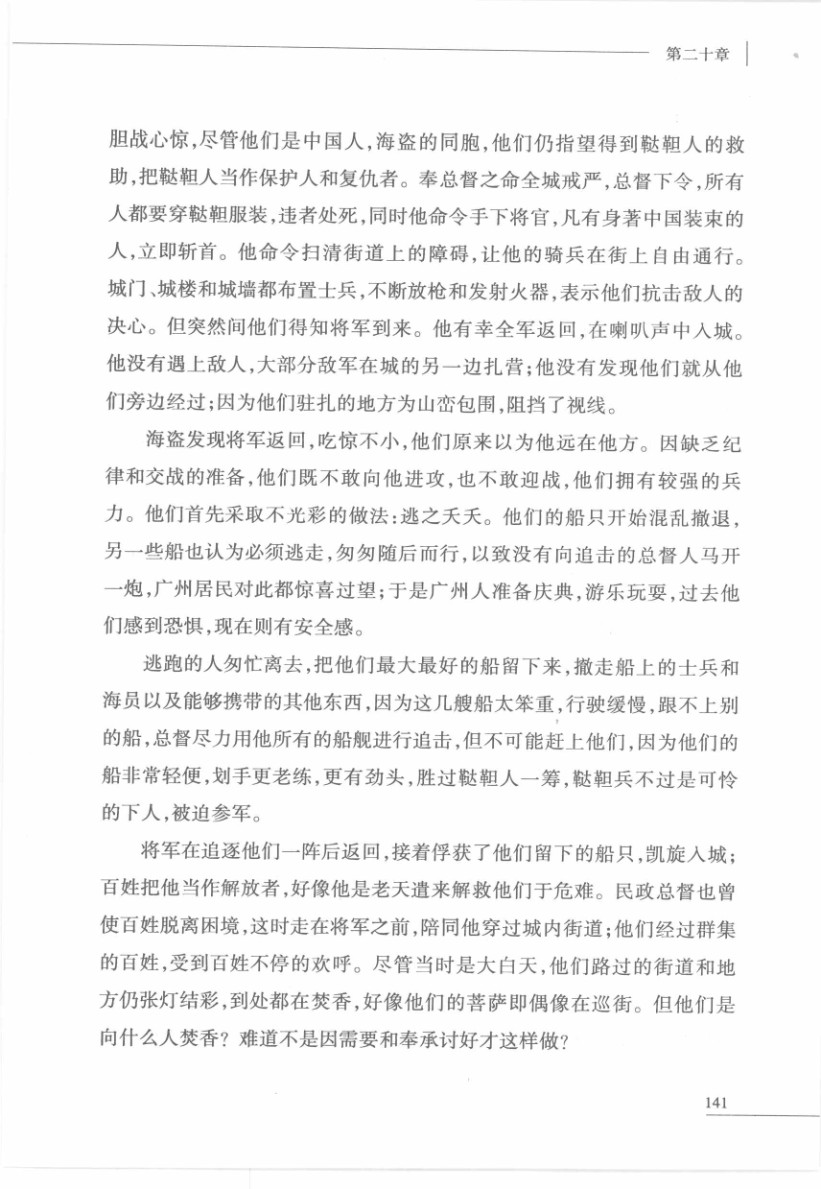 第二十章
胆战心惊,尽管他们是中国人,海盗的同胞,他们仍指望得到鞑靼人的救
助,把鞑靼人当作保护人和复仇者。奉总督之命全城戒严,总督下令,所有
人都要穿鞑靼服装,违者处死,同时他命令手下将官,凡有身著中国装束的
人,立即斩首。他命令扫清街道上的障碍,让他的骑兵在街上自由通行。
城门、城楼和城墙都布置士兵,不断放枪和发射火器,表示他们抗击敌人的
决心。但突然间他们得知将军到来。他有幸全军返回,在喇叭声中入城。
他没有遇上敌人,大部分敌军在城的另一边扎营;他没有发现他们就从他
们旁边经过;因为他们驻扎的地方为山峦包围,阻挡了视线。
海盗发现将军返回,吃惊不小,他们原来以为他远在他方。因缺乏纪
律和交战的准备,他们既不敢向他进攻,也不敢迎战,他们拥有较强的兵
力。他们首先采取不光彩的做法:逃之夭夭。他们的船只开始混乱撤退,
另一些船也认为必须逃走,匆匆随后而行,以致没有向追击的总督人马开
一炮,广州居民对此都惊喜过望;于是广州人准备庆典,游乐玩耍,过去他
们感到恐惧,现在则有安全感。
逃跑的人匆忙离去,把他们最大最好的船留下来,撤走船上的士兵和
海员以及能够携带的其他东西,因为这几艘船太笨重,行驶缓慢,跟不上别
的船,总督尽力用他所有的船舰进行追击,但不可能赶上他们,因为他们的
船非常轻便,划手更老练,更有劲头,胜过鞑靼人一筹,鞑靼兵不过是可怜
的下人,被迫参军。
将军在追逐他们一阵后返回,接着俘获了他们留下的船只,凯旋入城;
百姓把他当作解放者,好像他是老天遣来解救他们于危难。民政总督也曾
使百姓脱离困境,这时走在将军之前,陪同他穿过城内街道;他们经过群集
的百姓,受到百姓不停的欢呼。尽管当时是大白天,他们路过的街道和地
方仍张灯结彩,到处都在焚香,好像他们的菩萨即偶像在巡街。但他们是
向什么人焚香?难道不是因需要和奉承讨好才这样做?
141